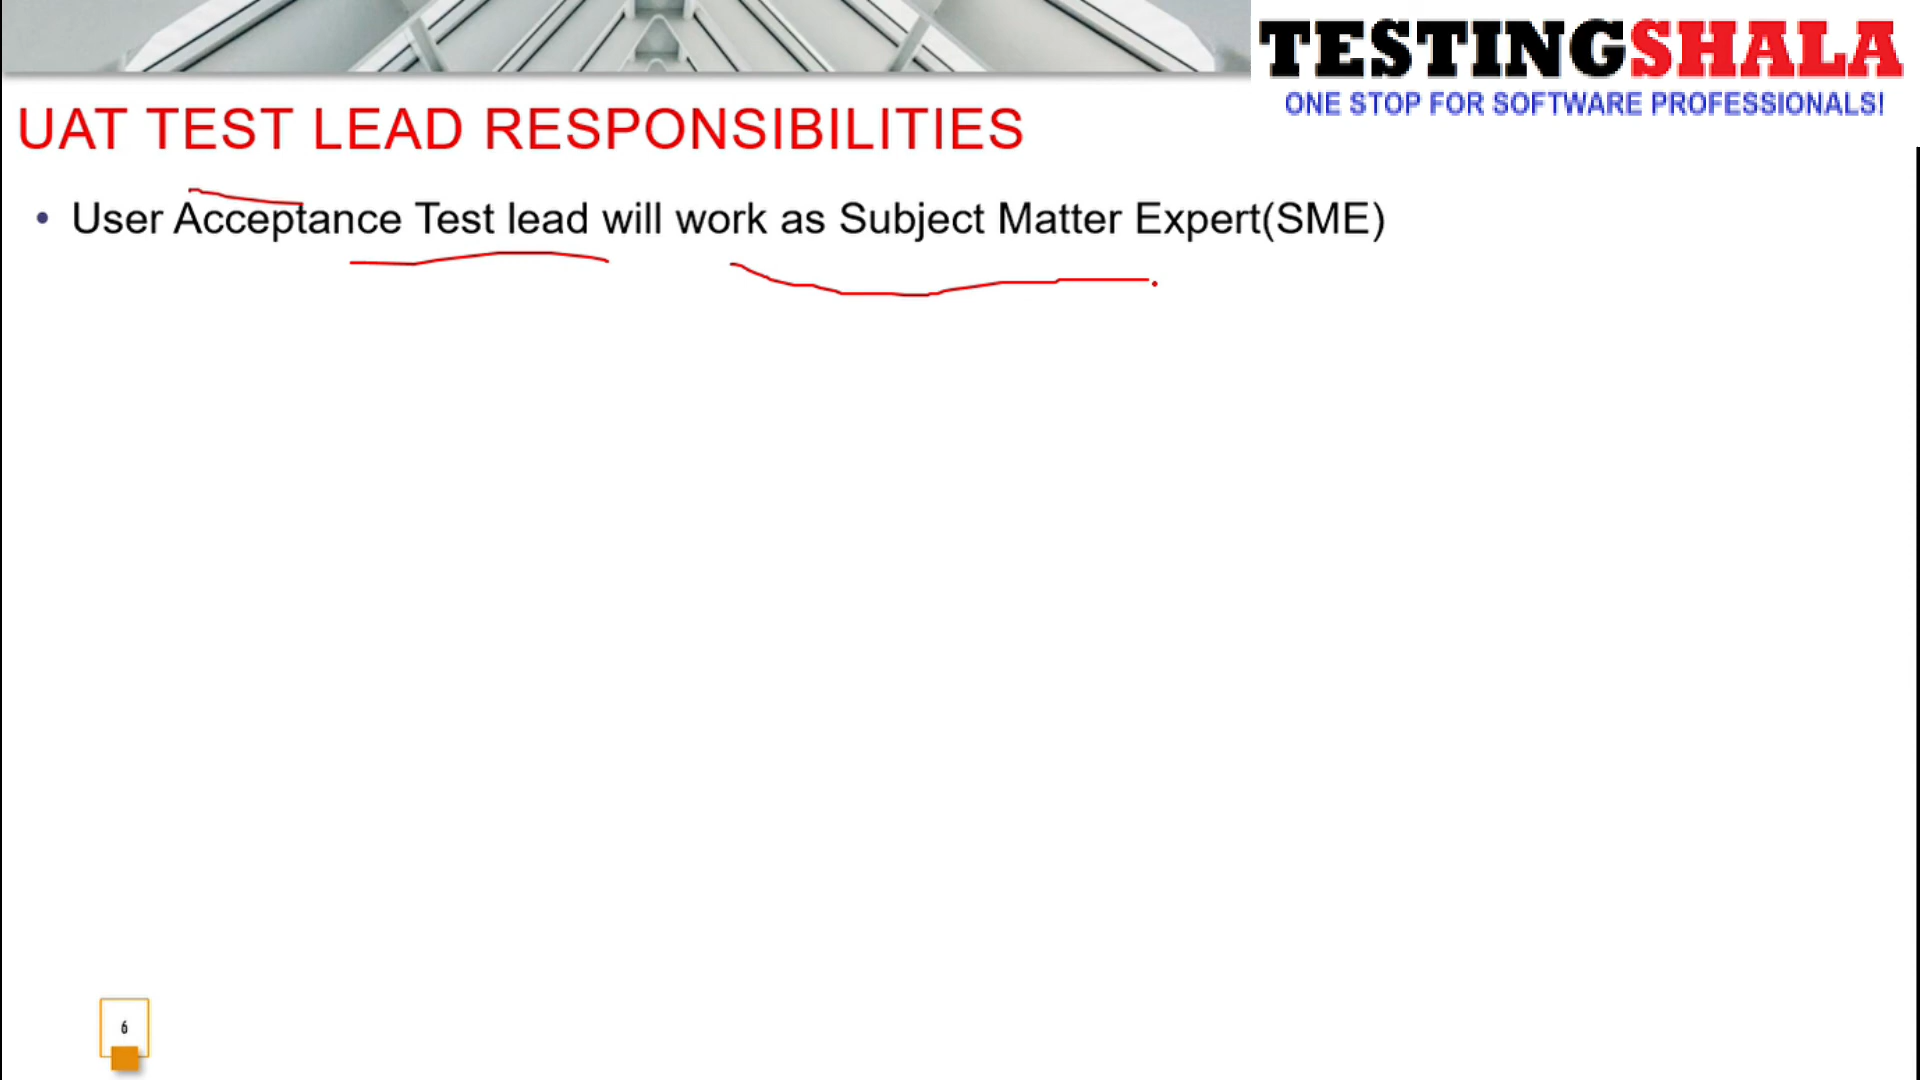 TESTINGSHALA
ONE STOP FOR SOFTWARE PROFESSIONALS!
UAT TEST LEAD RESPONSIBILITIES
• User Acceptance Test lead will work as Subject Matter Expert(SME)
6